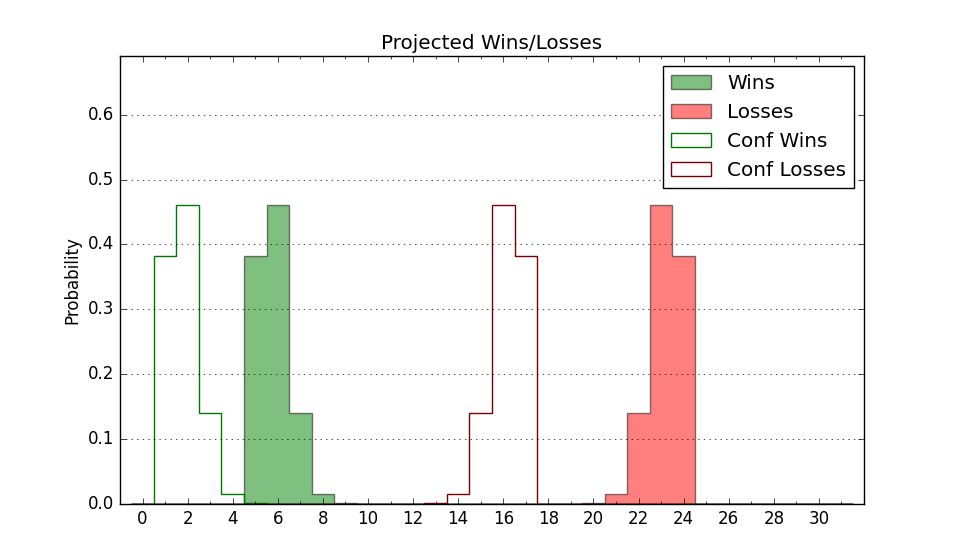 Projected Wins/Losses
Wins
Losses
Conf Wins
Conf Losses
Probability
0.6
0.5
0.4
0.3
0.2
0.1
0.0
0 2 4 6 8 10 12 14 16 18 20 22 24 26 28 30